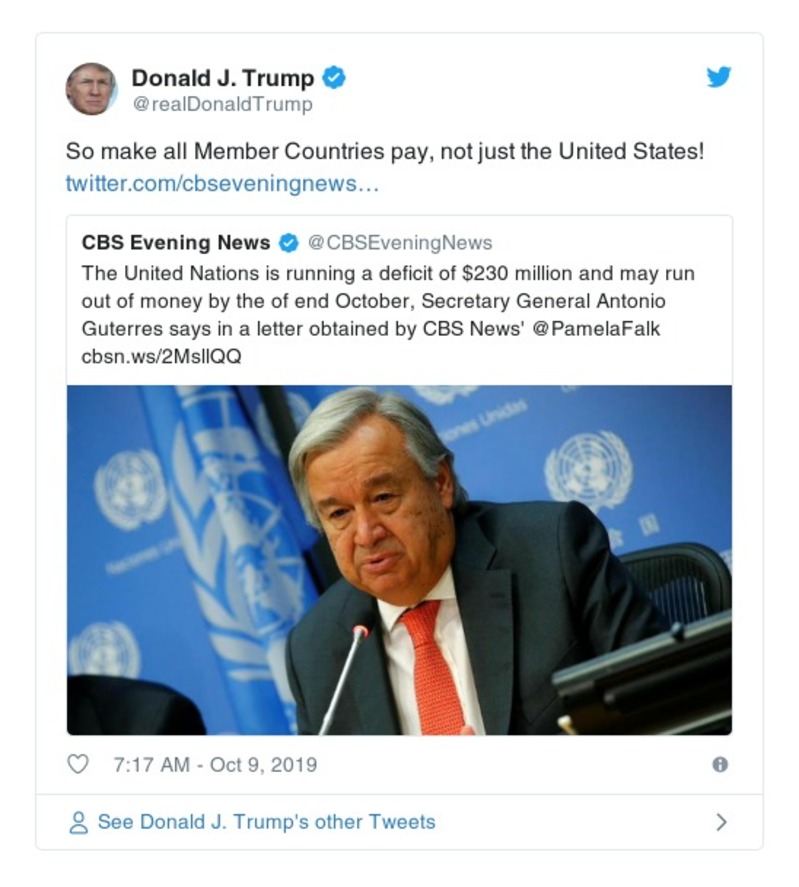 Donald J. Trump
@realDonaldTrump
So make all Member Countries pay, not just the United States!
twitter.com/cbseveningnews…
CBS Evening News @CBSEveningNews
The United Nations is running a deficit of $230 million and may run
out of money by the of end October, Secretary General Antonio
Guterres says in a letter obtained by CBS News' @PamelaFalk
cbsn.ws/2MsllQQ
Unidas
国
7:17 AM - Oct 9, 2019
See Donald J. Trump's other Tweets